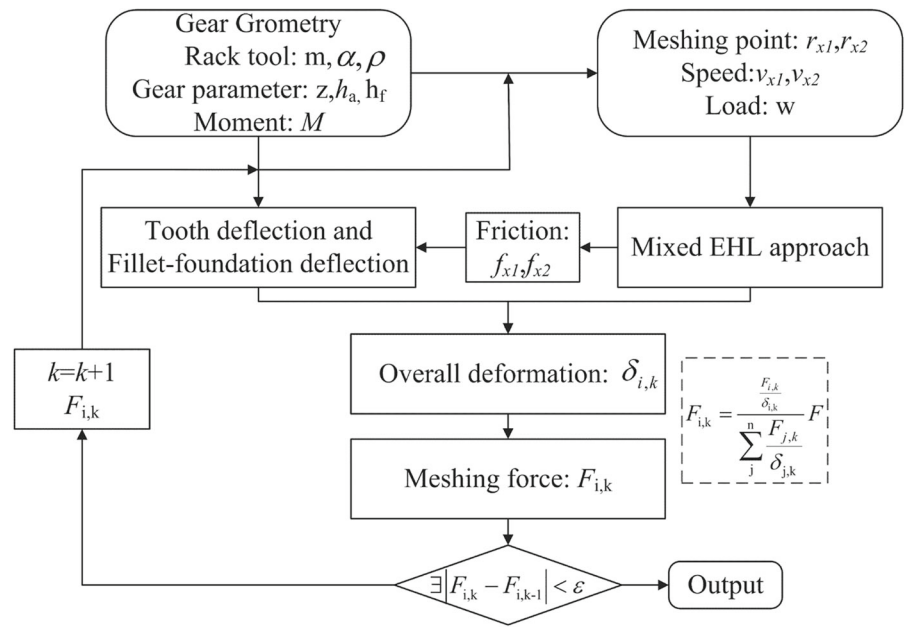 Gear Grometry
Rack tool: m, α, ρ
Gear parameter: z,hₐ, h_f
Moment: M
Meshing point: r_x1,r_x2
Speed:v_x1,v_x2
Load: w
Tooth deflection and
Fillet-foundation deflection
Friction:
f_x1,f_x2
Mixed EHL approach
k=k+1
F_i,k
Overall deformation: δ_i,k
F_i,k = (F_i,k / δ_i,k) / (∑_j^n F_j,k / δ_j,k) F
Meshing force: F_i,k
∃|F_i,k − F_i,k-1| < ε
Output